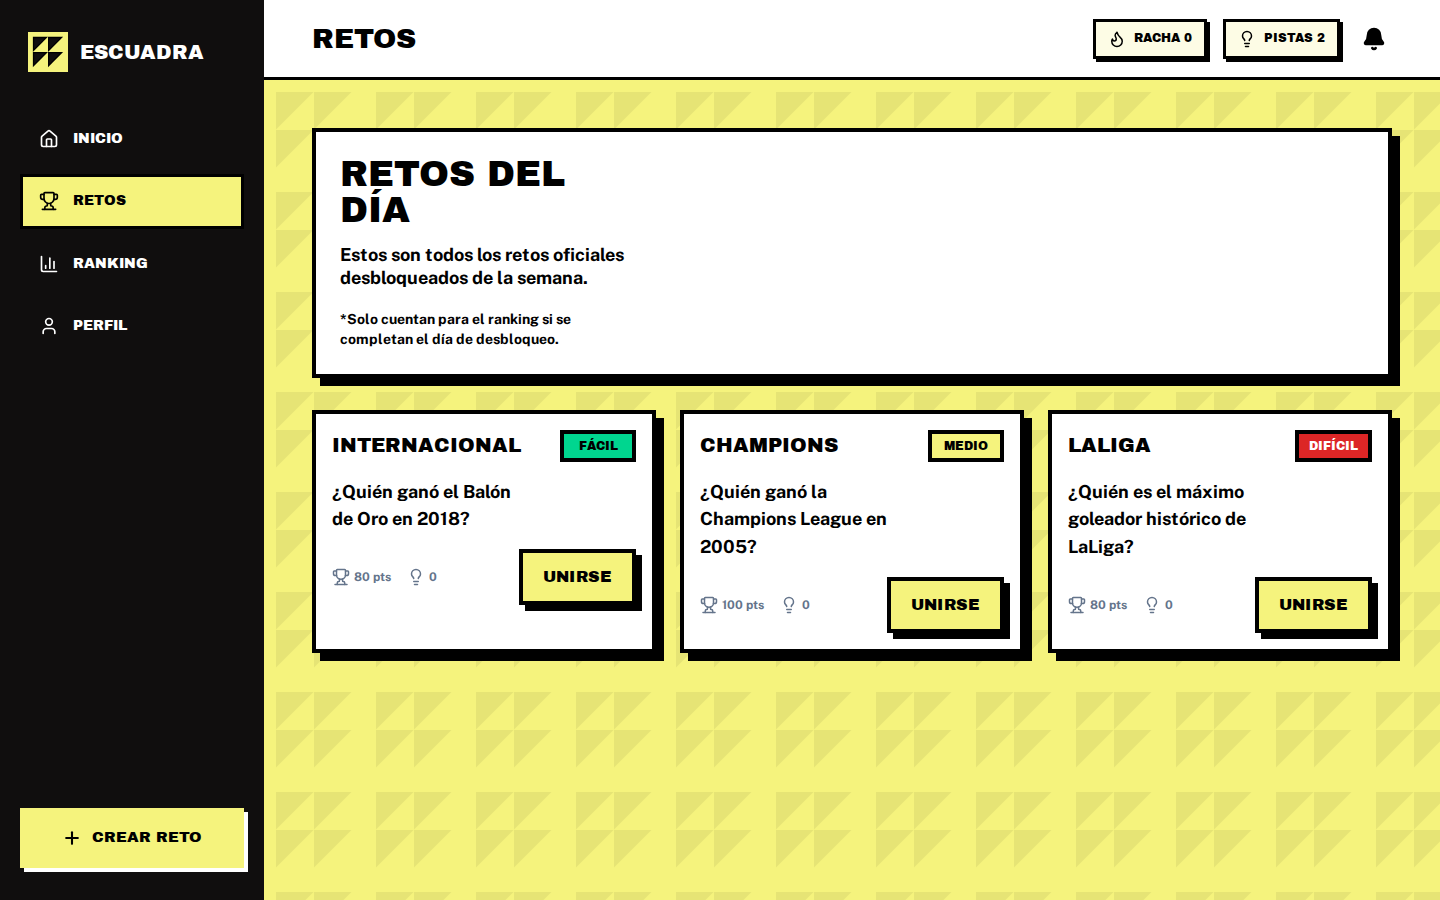 ESCUADRA
INICIO
RETOS
RANKING
PERFIL
CREAR RETO
RETOS
RACHA 0
PISTAS 2
RETOS DEL
DÍA
Estos son todos los retos oficiales
desbloqueados de la semana.
*Solo cuentan para el ranking si se
completan el día de desbloqueo.
INTERNACIONAL
FÁCIL
¿Quién ganó el Balón
de Oro en 2018?
80 pts
0
UNIRSE
CHAMPIONS
MEDIO
¿Quién ganó la
Champions League en
2005?
100 pts
0
UNIRSE
LALIGA
DIFÍCIL
¿Quién es el máximo
goleador histórico de
LaLiga?
80 pts
0
UNIRSE